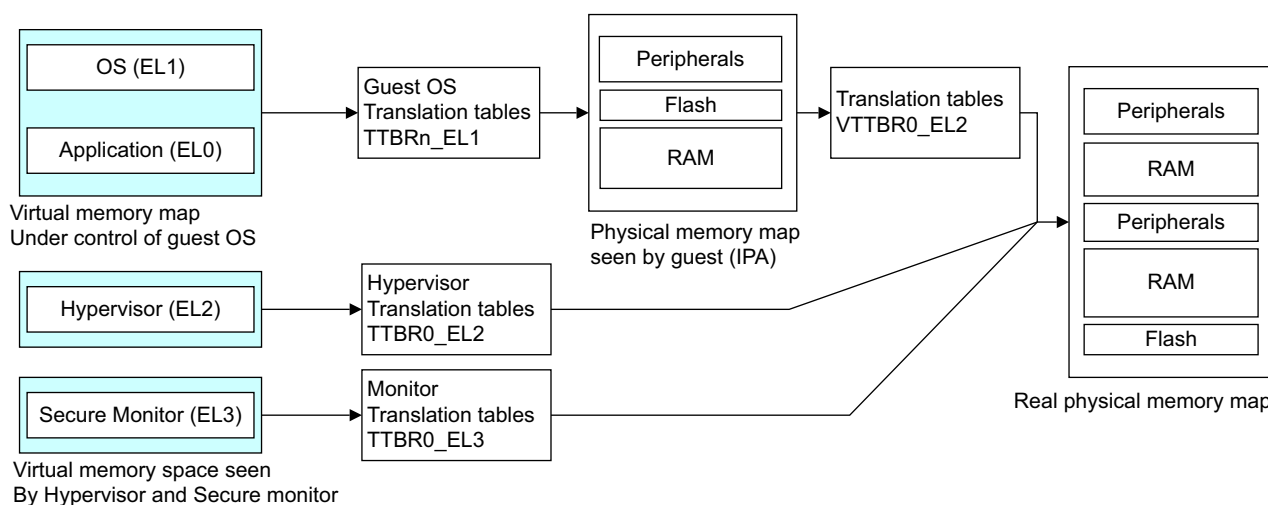 OS (EL1)
Application (EL0)
Virtual memory map
Under control of guest OS
Guest OS
Translation tables
TTBRn_EL1
Peripherals
Flash
RAM
Physical memory map
seen by guest (IPA)
Translation tables
VTTBR0_EL2
Peripherals
RAM
Peripherals
RAM
Flash
Real physical memory map
Hypervisor (EL2)
Hypervisor
Translation tables
TTBR0_EL2
Secure Monitor (EL3)
Monitor
Translation tables
TTBR0_EL3
Virtual memory space seen
By Hypervisor and Secure monitor